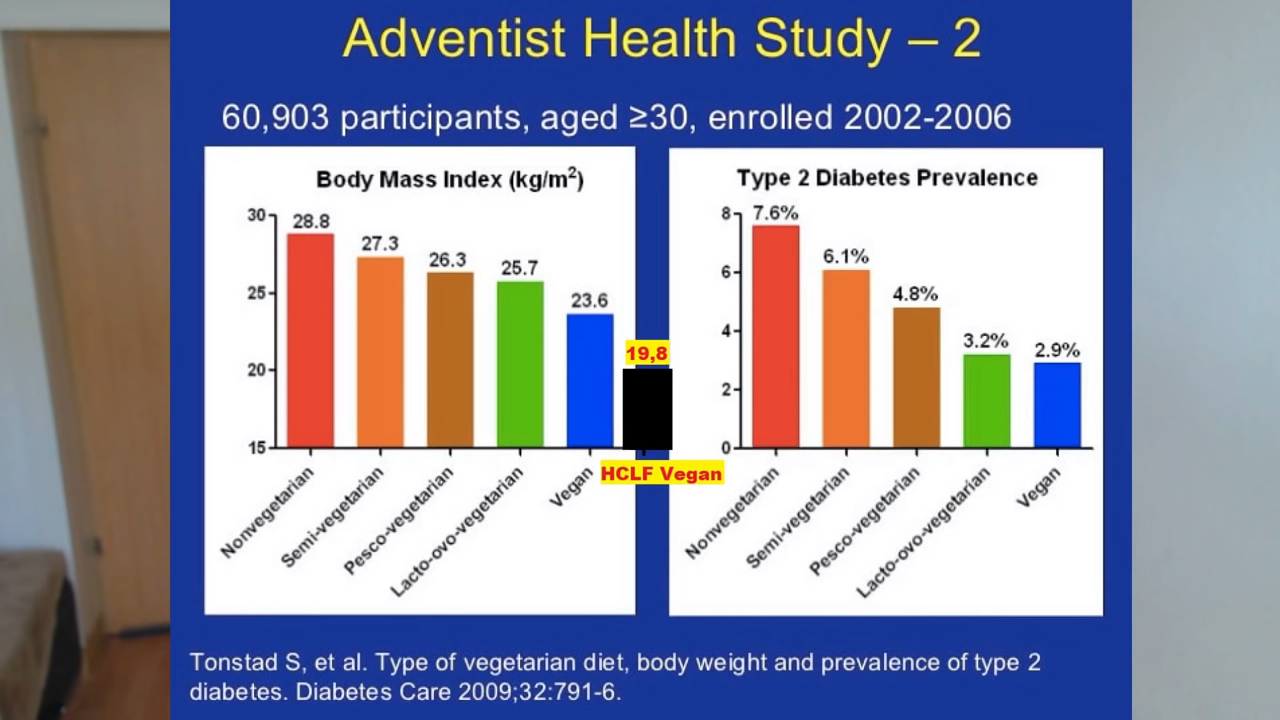 Adventist Health Study – 2
60,903 participants, aged ≥30, enrolled 2002-2006
Body Mass Index (kg/m²)
30
25
20
15
28.8
27.3
26.3
25.7
23.6
19,8
Nonvegetarian
Semi-vegetarian
Pesco-vegetarian
Lacto-ovo-vegetarian
Vegan
HCLF Vegan
Type 2 Diabetes Prevalence
8
6
4
2
0
7.6%
6.1%
4.8%
3.2%
2.9%
Nonvegetarian
Semi-vegetarian
Pesco-vegetarian
Lacto-ovo-vegetarian
Vegan
Tonstad S, et al. Type of vegetarian diet, body weight and prevalence of type 2
diabetes. Diabetes Care 2009;32:791-6.